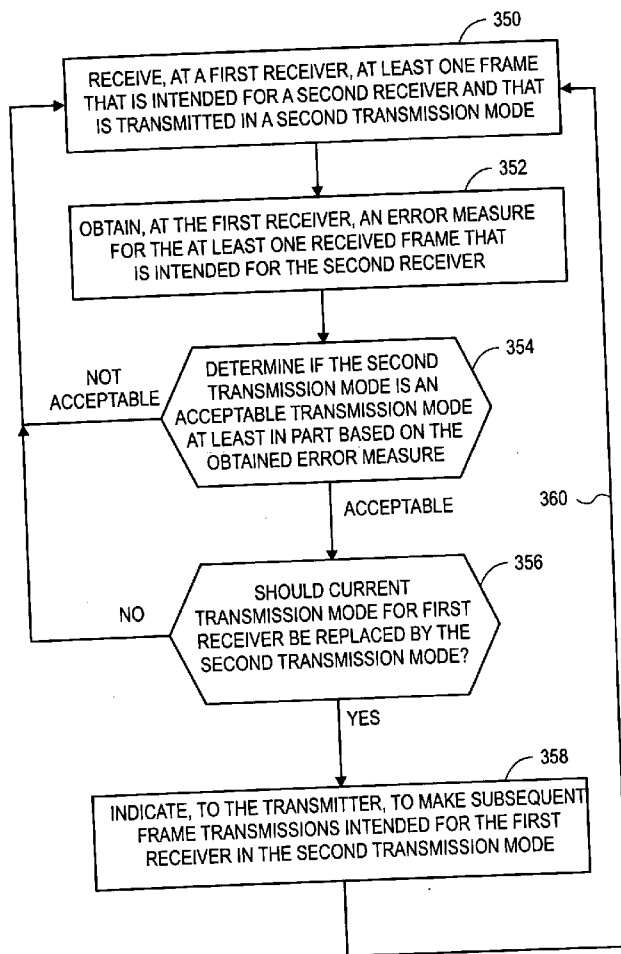 350
RECEIVE, AT A FIRST RECEIVER, AT LEAST ONE FRAME
THAT IS INTENDED FOR A SECOND RECEIVER AND THAT
IS TRANSMITTED IN A SECOND TRANSMISSION MODE
352
OBTAIN, AT THE FIRST RECEIVER, AN ERROR MEASURE
FOR THE AT LEAST ONE RECEIVED FRAME THAT
IS INTENDED FOR THE SECOND RECEIVER
354
DETERMINE IF THE SECOND
TRANSMISSION MODE IS AN
ACCEPTABLE TRANSMISSION MODE
AT LEAST IN PART BASED ON THE
OBTAINED ERROR MEASURE
NOT
ACCEPTABLE
ACCEPTABLE
360
356
SHOULD CURRENT
TRANSMISSION MODE FOR FIRST
RECEIVER BE REPLACED BY THE
SECOND TRANSMISSION MODE?
NO
YES
358
INDICATE, TO THE TRANSMITTER, TO MAKE SUBSEQUENT
FRAME TRANSMISSIONS INTENDED FOR THE FIRST
RECEIVER IN THE SECOND TRANSMISSION MODE